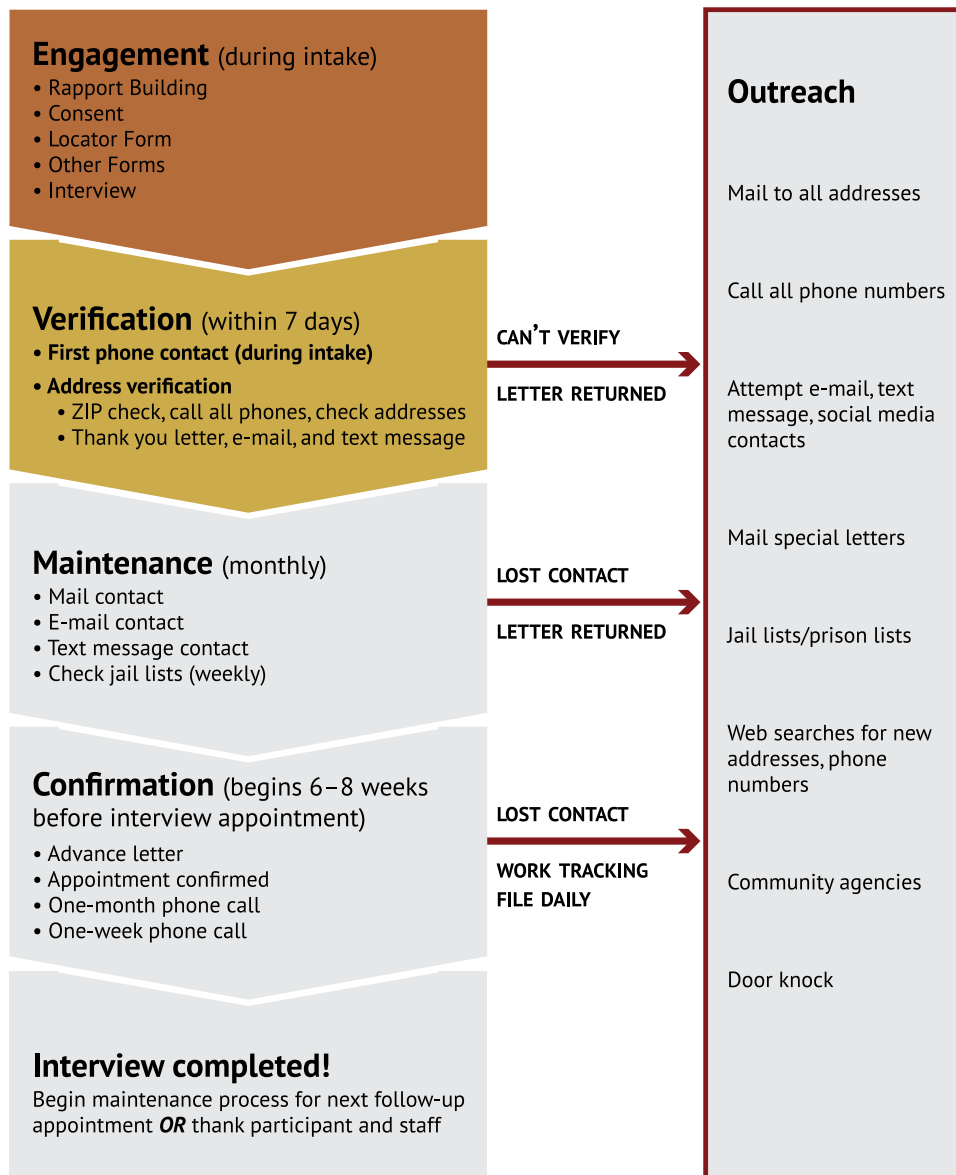 Engagement (during intake)
• Rapport Building
• Consent
• Locator Form
• Other Forms
• Interview
Verification (within 7 days)
• First phone contact (during intake)
• Address verification
• ZIP check, call all phones, check addresses
• Thank you letter, e-mail, and text message
CAN'T VERIFY
LETTER RETURNED
Maintenance (monthly)
• Mail contact
• E-mail contact
• Text message contact
• Check jail lists (weekly)
LOST CONTACT
LETTER RETURNED
Confirmation (begins 6–8 weeks
before interview appointment)
• Advance letter
• Appointment confirmed
• One-month phone call
• One-week phone call
LOST CONTACT
WORK TRACKING
FILE DAILY
Interview completed!
Begin maintenance process for next follow-up
appointment OR thank participant and staff
Outreach
Mail to all addresses
Call all phone numbers
Attempt e-mail, text
message, social media
contacts
Mail special letters
Jail lists/prison lists
Web searches for new
addresses, phone
numbers
Community agencies
Door knock